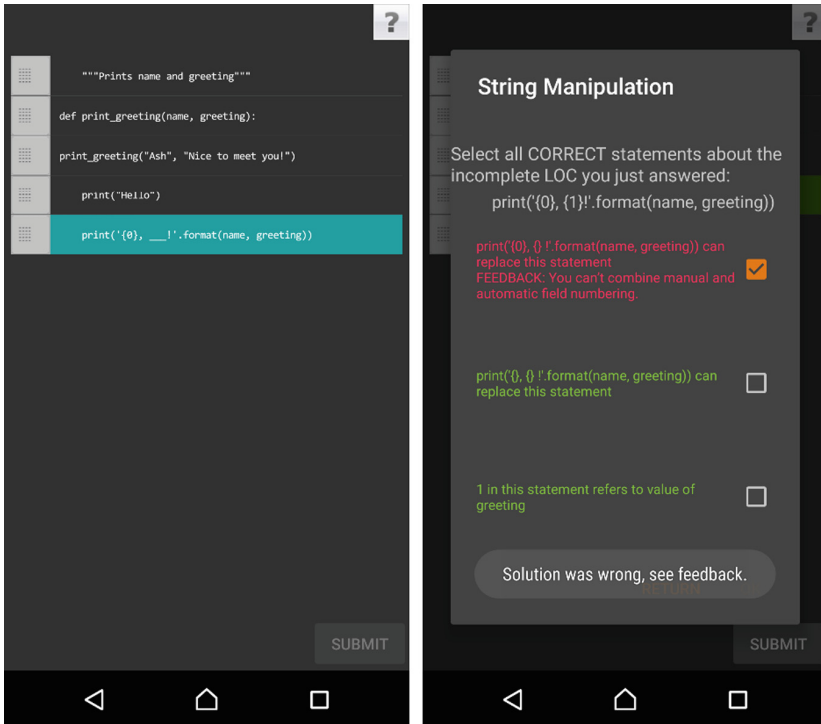 ?
"""Prints name and greeting"""
def print_greeting(name, greeting):
print_greeting("Ash", "Nice to meet you!")
print("Hello")
print('{0}, ___!'.format(name, greeting))
SUBMIT
?
String Manipulation
Select all CORRECT statements about the
incomplete LOC you just answered:
print('{0}, {1}!'.format(name, greeting))
print('{0}, {} !'.format(name, greeting)) can
replace this statement
FEEDBACK: You can't combine manual and
automatic field numbering.
print('{}, {} !'.format(name, greeting)) can
replace this statement
1 in this statement refers to value of
greeting
Solution was wrong, see feedback.
RETURN
SUBMIT